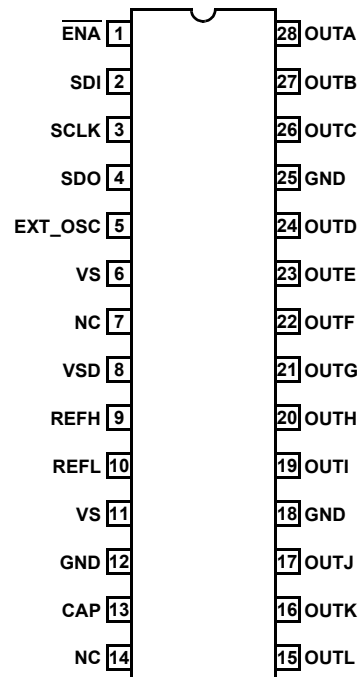 ENA 1 28 OUTA
SDI 2 27 OUTB
SCLK 3 26 OUTC
SDO 4 25 GND
EXT_OSC 5 24 OUTD
VS 6 23 OUTE
NC 7 22 OUTF
VSD 8 21 OUTG
REFH 9 20 OUTH
REFL 10 19 OUTI
VS 11 18 GND
GND 12 17 OUTJ
CAP 13 16 OUTK
NC 14 15 OUTL